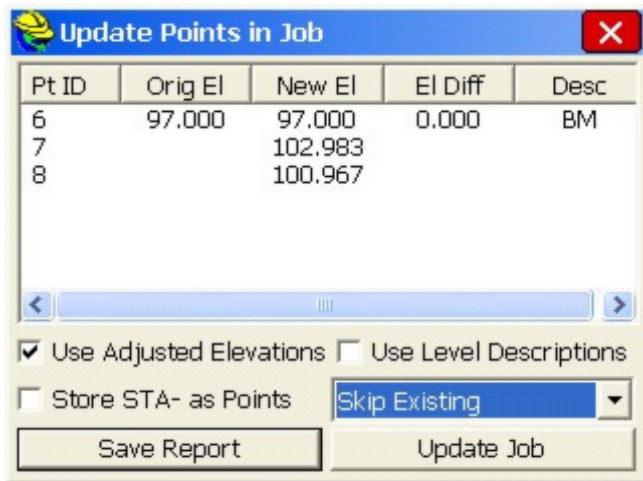 Update Points in Job
Pt ID Orig El New El El Diff Desc
6 97.000 97.000 0.000 BM
7 102.983
8 100.967
Use Adjusted Elevations Use Level Descriptions
Store STA- as Points Skip Existing
Save Report Update Job